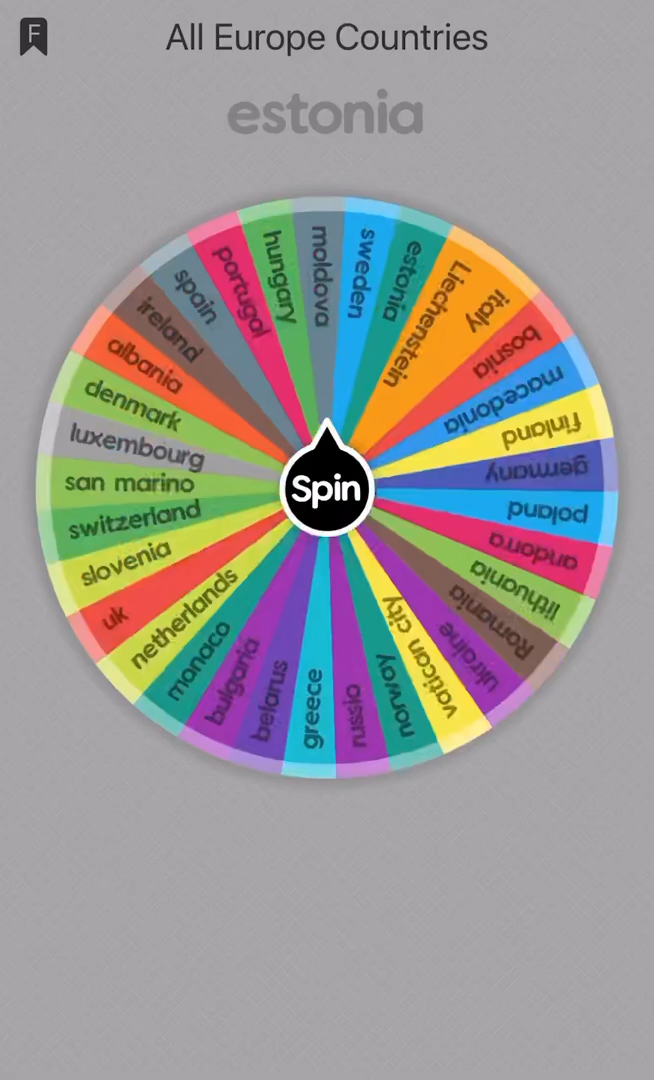 F
All Europe Countries
estonia
moldova
sweden
estonia
Liechenstein
italy
bosnia
macedonia
finland
germany
poland
andorra
lithuania
Romania
ukraine
vatican city
norway
russia
greece
belarus
bulgaria
manaco
netherlands
uk
slovenia
switzerland
san marino
luxembourg
denmark
albania
ireland
spain
portugal
hungary
Spin